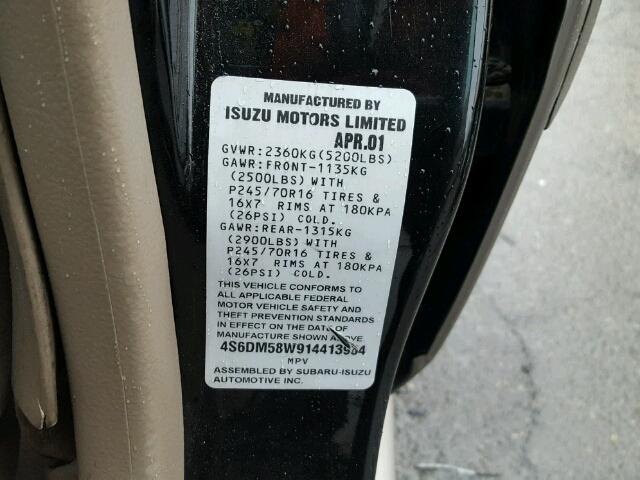 MANUFACTURED BY
ISUZU MOTORS LIMITED
APR.01
GVWR:2360KG(5200LBS)
GAWR:FRONT-1135KG
(2500LBS)WITH
P245/70R16 TIRES &
16X7 RIMS AT 180KPA
(26PSI) COLD.
GAWR:REAR-1315KG
(2900LBS)WITH
P245/70R16 TIRES &
16X7 RIMS AT 180KPA
(26PSI) COLD.
THIS VEHICLE CONFORMS TO
ALL APPLICABLE FEDERAL
MOTOR VEHICLE SAFETY AND
THEFT PREVENTION STANDARDS
IN EFFECT ON THE DATE OF
MANUFACTURE SHOWN ABOVE
4S6DM58W914413984
MPV
ASSEMBLED BY SUBARU-ISUZU
AUTOMOTIVE INC.